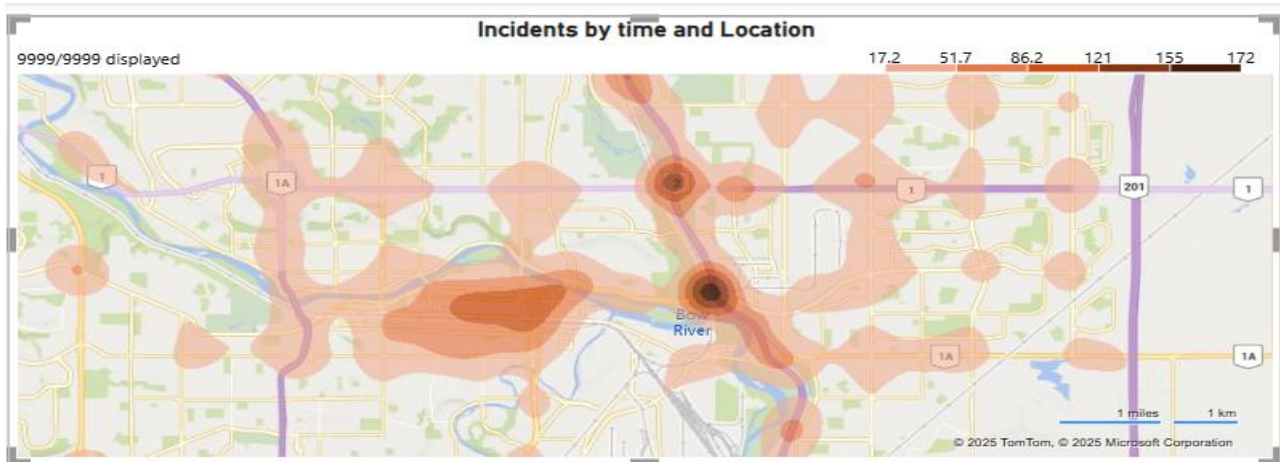 Incidents by time and Location
9999/9999 displayed
17.2 51.7 86.2 121 155 172
1
1A
1
201
1
Bow
River
1A
1A
1 miles 1 km
© 2025 TomTom, © 2025 Microsoft Corporation